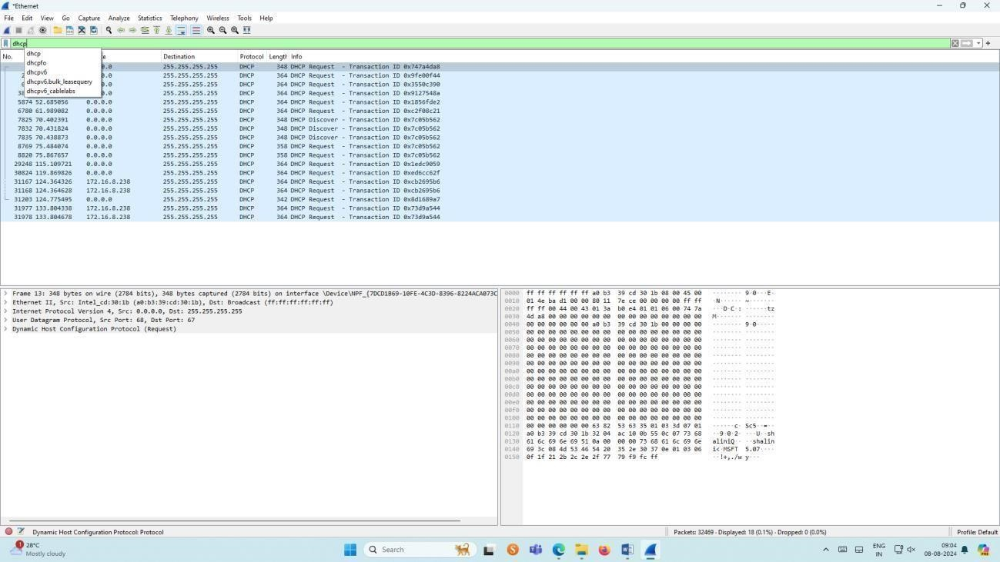 *Ethernet
File Edit View Go Capture Analyze Statistics Telephony Wireless Tools Help
dhcp
dhcp
dhcpfo
dhcpv6
dhcpv6.bulk_leasequery
dhcpv6_cablelabs
No. Destination Protocol Length Info
255.255.255.255 DHCP 348 DHCP Request - Transaction ID 0x747a4da8
255.255.255.255 DHCP 364 DHCP Request - Transaction ID 0x9fe00f44
255.255.255.255 DHCP 364 DHCP Request - Transaction ID 0x3550c390
255.255.255.255 DHCP 364 DHCP Request - Transaction ID 0x9127548a
5874 52.685056 0.0.0.0 255.255.255.255 DHCP 364 DHCP Request - Transaction ID 0x1856fde2
6780 61.989082 0.0.0.0 255.255.255.255 DHCP 364 DHCP Request - Transaction ID 0xc2f08c21
7825 70.402391 0.0.0.0 255.255.255.255 DHCP 348 DHCP Discover - Transaction ID 0x7c05b562
7832 70.431824 0.0.0.0 255.255.255.255 DHCP 348 DHCP Discover - Transaction ID 0x7c05b562
7835 70.438873 0.0.0.0 255.255.255.255 DHCP 348 DHCP Discover - Transaction ID 0x7c05b562
8769 75.484074 0.0.0.0 255.255.255.255 DHCP 358 DHCP Request - Transaction ID 0x7c05b562
8820 75.867657 0.0.0.0 255.255.255.255 DHCP 358 DHCP Request - Transaction ID 0x7c05b562
29248 115.109721 0.0.0.0 255.255.255.255 DHCP 364 DHCP Request - Transaction ID 0x1edc9059
30824 119.869826 0.0.0.0 255.255.255.255 DHCP 364 DHCP Request - Transaction ID 0xed6cc62f
31167 124.364326 172.16.8.238 255.255.255.255 DHCP 364 DHCP Request - Transaction ID 0xcb2695b6
31168 124.364628 172.16.8.238 255.255.255.255 DHCP 364 DHCP Request - Transaction ID 0xcb2695b6
31203 124.775495 0.0.0.0 255.255.255.255 DHCP 342 DHCP Request - Transaction ID 0x8d1689a7
31977 133.804338 172.16.8.238 255.255.255.255 DHCP 364 DHCP Request - Transaction ID 0x73d9a544
31978 133.804678 172.16.8.238 255.255.255.255 DHCP 364 DHCP Request - Transaction ID 0x73d9a544
Frame 13: 348 bytes on wire (2784 bits), 348 bytes captured (2784 bits) on interface \Device\NPF_{7DCD1B69-10FE-4C3D-8396-8224ACA073C
Ethernet II, Src: Intel_cd:30:1b (a0:b3:39:cd:30:1b), Dst: Broadcast (ff:ff:ff:ff:ff:ff)
Internet Protocol Version 4, Src: 0.0.0.0, Dst: 255.255.255.255
User Datagram Protocol, Src Port: 68, Dst Port: 67
Dynamic Host Configuration Protocol (Request)
0000 ff ff ff ff ff ff a0 b3 39 cd 30 1b 08 00 45 00 ········ 9·0···E·
0010 01 4e ba d1 00 00 80 11 7e ce 00 00 00 00 ff ff ·N······ ~·······
0020 ff ff 00 44 00 43 01 3a b0 e4 01 01 06 00 74 7a ···D·C·: ······tz
0030 4d a8 00 00 00 00 00 00 00 00 00 00 00 00 00 00 M······· ········
0040 00 00 00 00 00 00 a0 b3 39 cd 30 1b 00 00 00 00 ········ 9·0·····
0050 00 00 00 00 00 00 00 00 00 00 00 00 00 00 00 00 ········ ········
0060 00 00 00 00 00 00 00 00 00 00 00 00 00 00 00 00 ········ ········
0070 00 00 00 00 00 00 00 00 00 00 00 00 00 00 00 00 ········ ········
0080 00 00 00 00 00 00 00 00 00 00 00 00 00 00 00 00 ········ ········
0090 00 00 00 00 00 00 00 00 00 00 00 00 00 00 00 00 ········ ········
00a0 00 00 00 00 00 00 00 00 00 00 00 00 00 00 00 00 ········ ········
00b0 00 00 00 00 00 00 00 00 00 00 00 00 00 00 00 00 ········ ········
00c0 00 00 00 00 00 00 00 00 00 00 00 00 00 00 00 00 ········ ········
00d0 00 00 00 00 00 00 00 00 00 00 00 00 00 00 00 00 ········ ········
00e0 00 00 00 00 00 00 00 00 00 00 00 00 00 00 00 00 ········ ········
00f0 00 00 00 00 00 00 00 00 00 00 00 00 00 00 00 00 ········ ········
0100 00 00 00 00 00 00 00 00 00 00 00 00 00 00 00 00 ········ ········
0110 00 00 00 00 00 00 63 82 53 63 35 01 03 3d 07 01 ······c· Sc5··=··
0120 a0 b3 39 cd 30 1b 32 04 ac 10 0b 55 0c 07 73 68 ··9·0·2· ···U··sh
0130 61 6c 69 6e 69 51 0a 00 00 00 73 68 61 6c 69 6e aliniQ·· ··shalin
0140 69 3c 08 4d 53 46 54 20 35 2e 30 37 0e 01 03 06 i<·MSFT 5.07····
0150 0f 1f 21 2b 2c 2e 2f 77 79 f9 fc ff ··!+,./w y···
Dynamic Host Configuration Protocol: Protocol Packets: 32469 · Displayed: 18 (0.1%) · Dropped: 0 (0.0%) Profile: Default
1 28°C
Mostly cloudy
Search
ENG
IN
09:04
08-08-2024